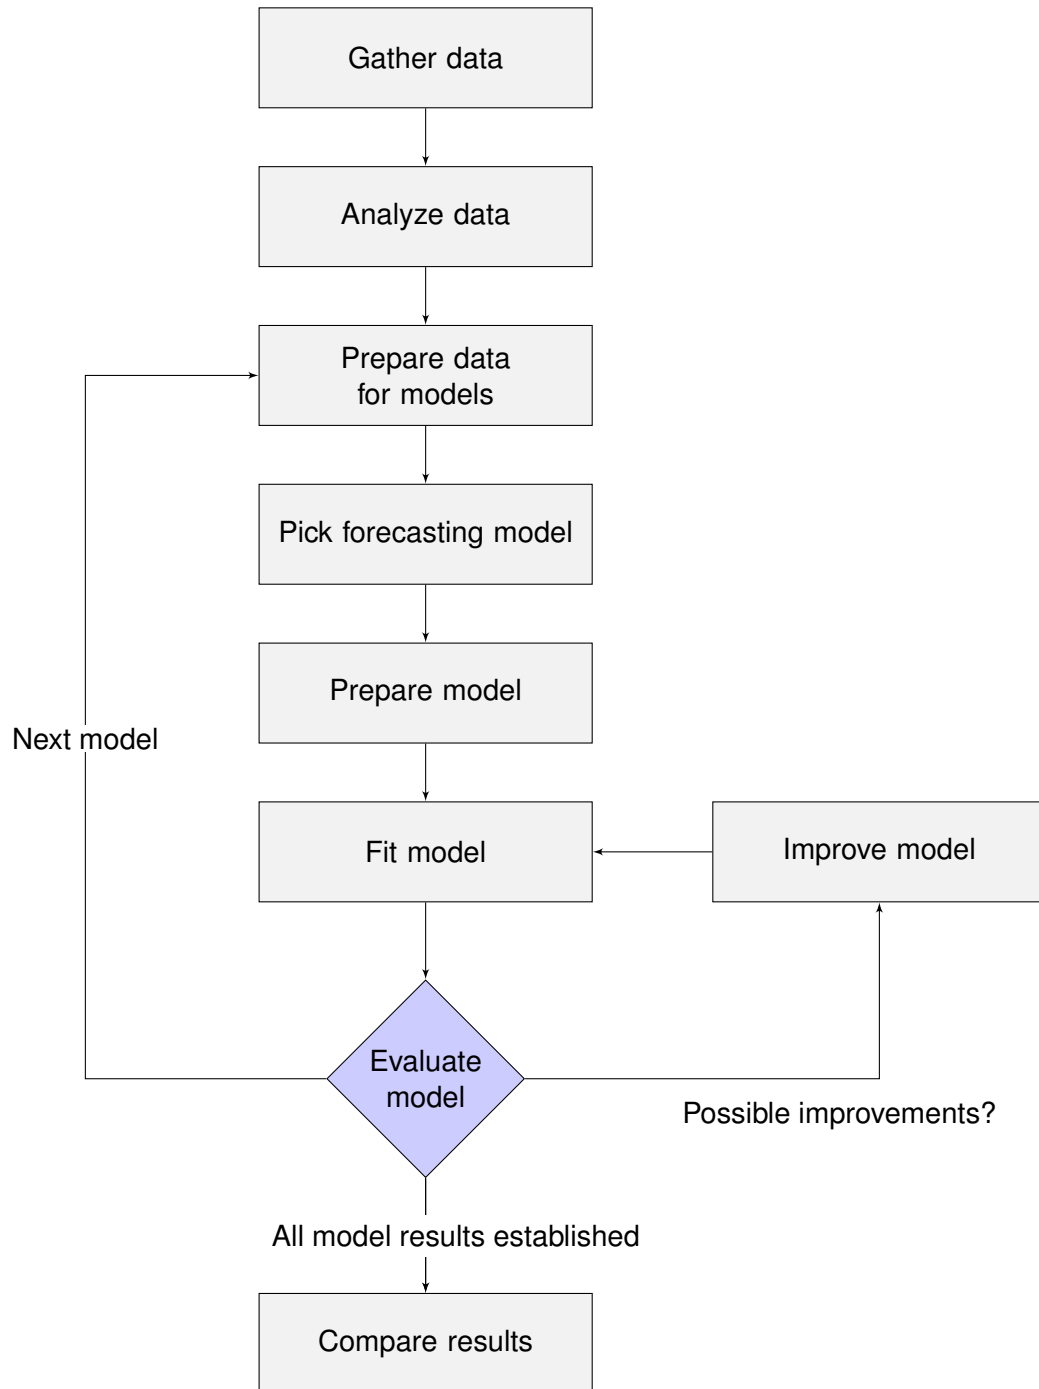 Gather data
Analyze data
Prepare data
for models
Pick forecasting model
Prepare model
Next model
Fit model
Improve model
Evaluate
model
Possible improvements?
All model results established
Compare results